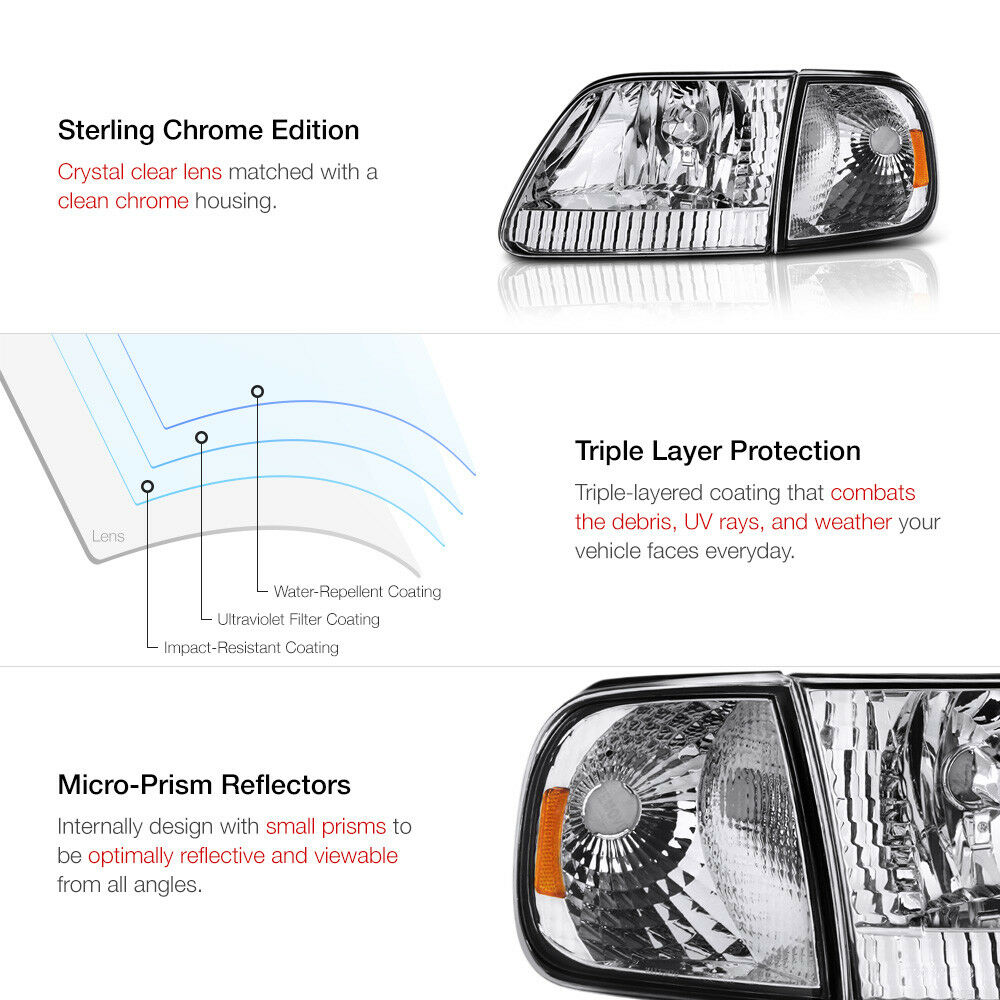 Sterling Chrome Edition
Crystal clear lens matched with a
clean chrome housing.
Lens
Water-Repellent Coating
Ultraviolet Filter Coating
Impact-Resistant Coating
Triple Layer Protection
Triple-layered coating that combats
the debris, UV rays, and weather your
vehicle faces everyday.
Micro-Prism Reflectors
Internally design with small prisms to
be optimally reflective and viewable
from all angles.